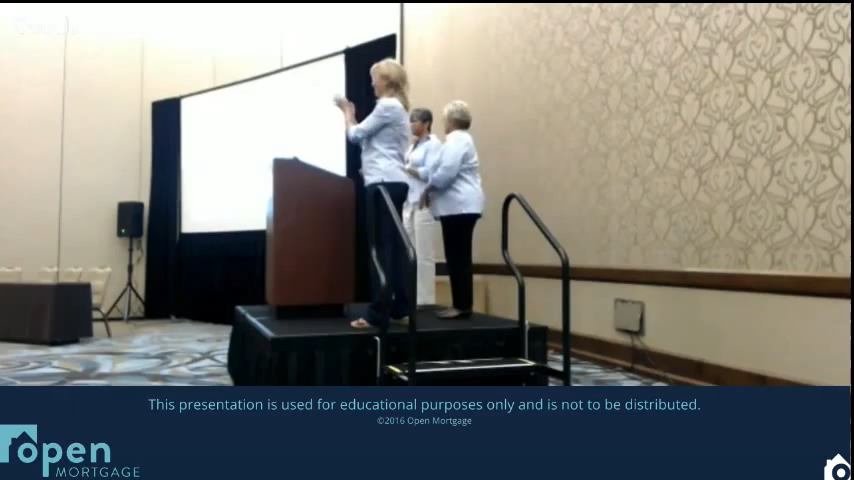 This presentation is used for educational purposes only and is not to be distributed.
©2016 Open Mortgage
open
MORTGAGE